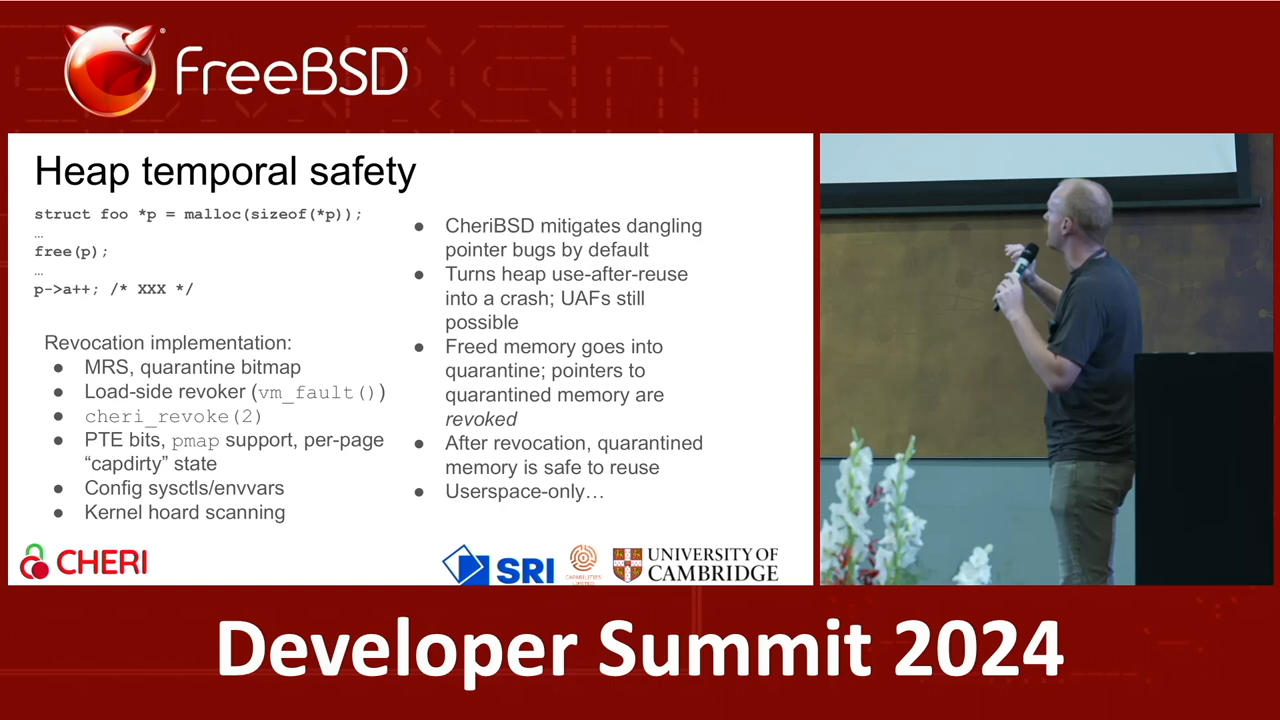 FreeBSD®
Heap temporal safety
struct foo *p = malloc(sizeof(*p));
…
free(p);
…
p->a++; /* XXX */
Revocation implementation:
● MRS, quarantine bitmap
● Load-side revoker (vm_fault())
● cheri_revoke(2)
● PTE bits, pmap support, per-page
“capdirty” state
● Config sysctls/envvars
● Kernel hoard scanning
● CheriBSD mitigates dangling
pointer bugs by default
● Turns heap use-after-reuse
into a crash; UAFs still
possible
● Freed memory goes into
quarantine; pointers to
quarantined memory are
revoked
● After revocation, quarantined
memory is safe to reuse
● Userspace-only…
CHERI
SRI
CAPABILITIES
LIMITED
UNIVERSITY OF
CAMBRIDGE
Developer Summit 2024